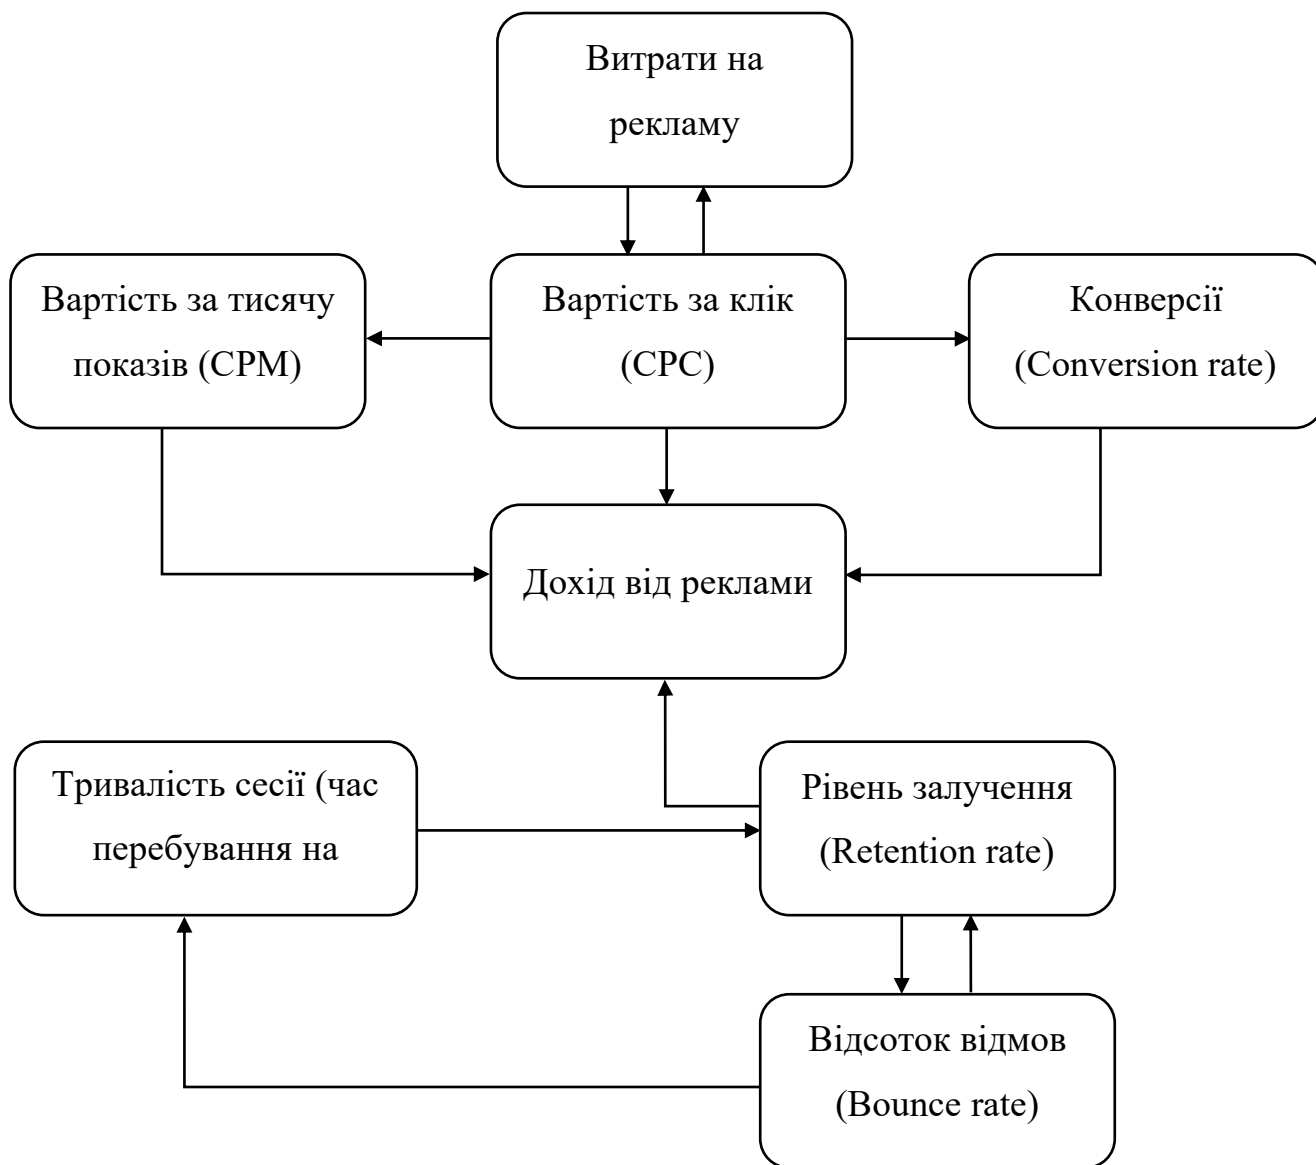 Витрати на
рекламу
Вартість за тисячу
показів (CPM)
Вартість за клік
(CPC)
Конверсії
(Conversion rate)
Дохід від реклами
Тривалість сесії (час
перебування на
Рівень залучення
(Retention rate)
Відсоток відмов
(Bounce rate)